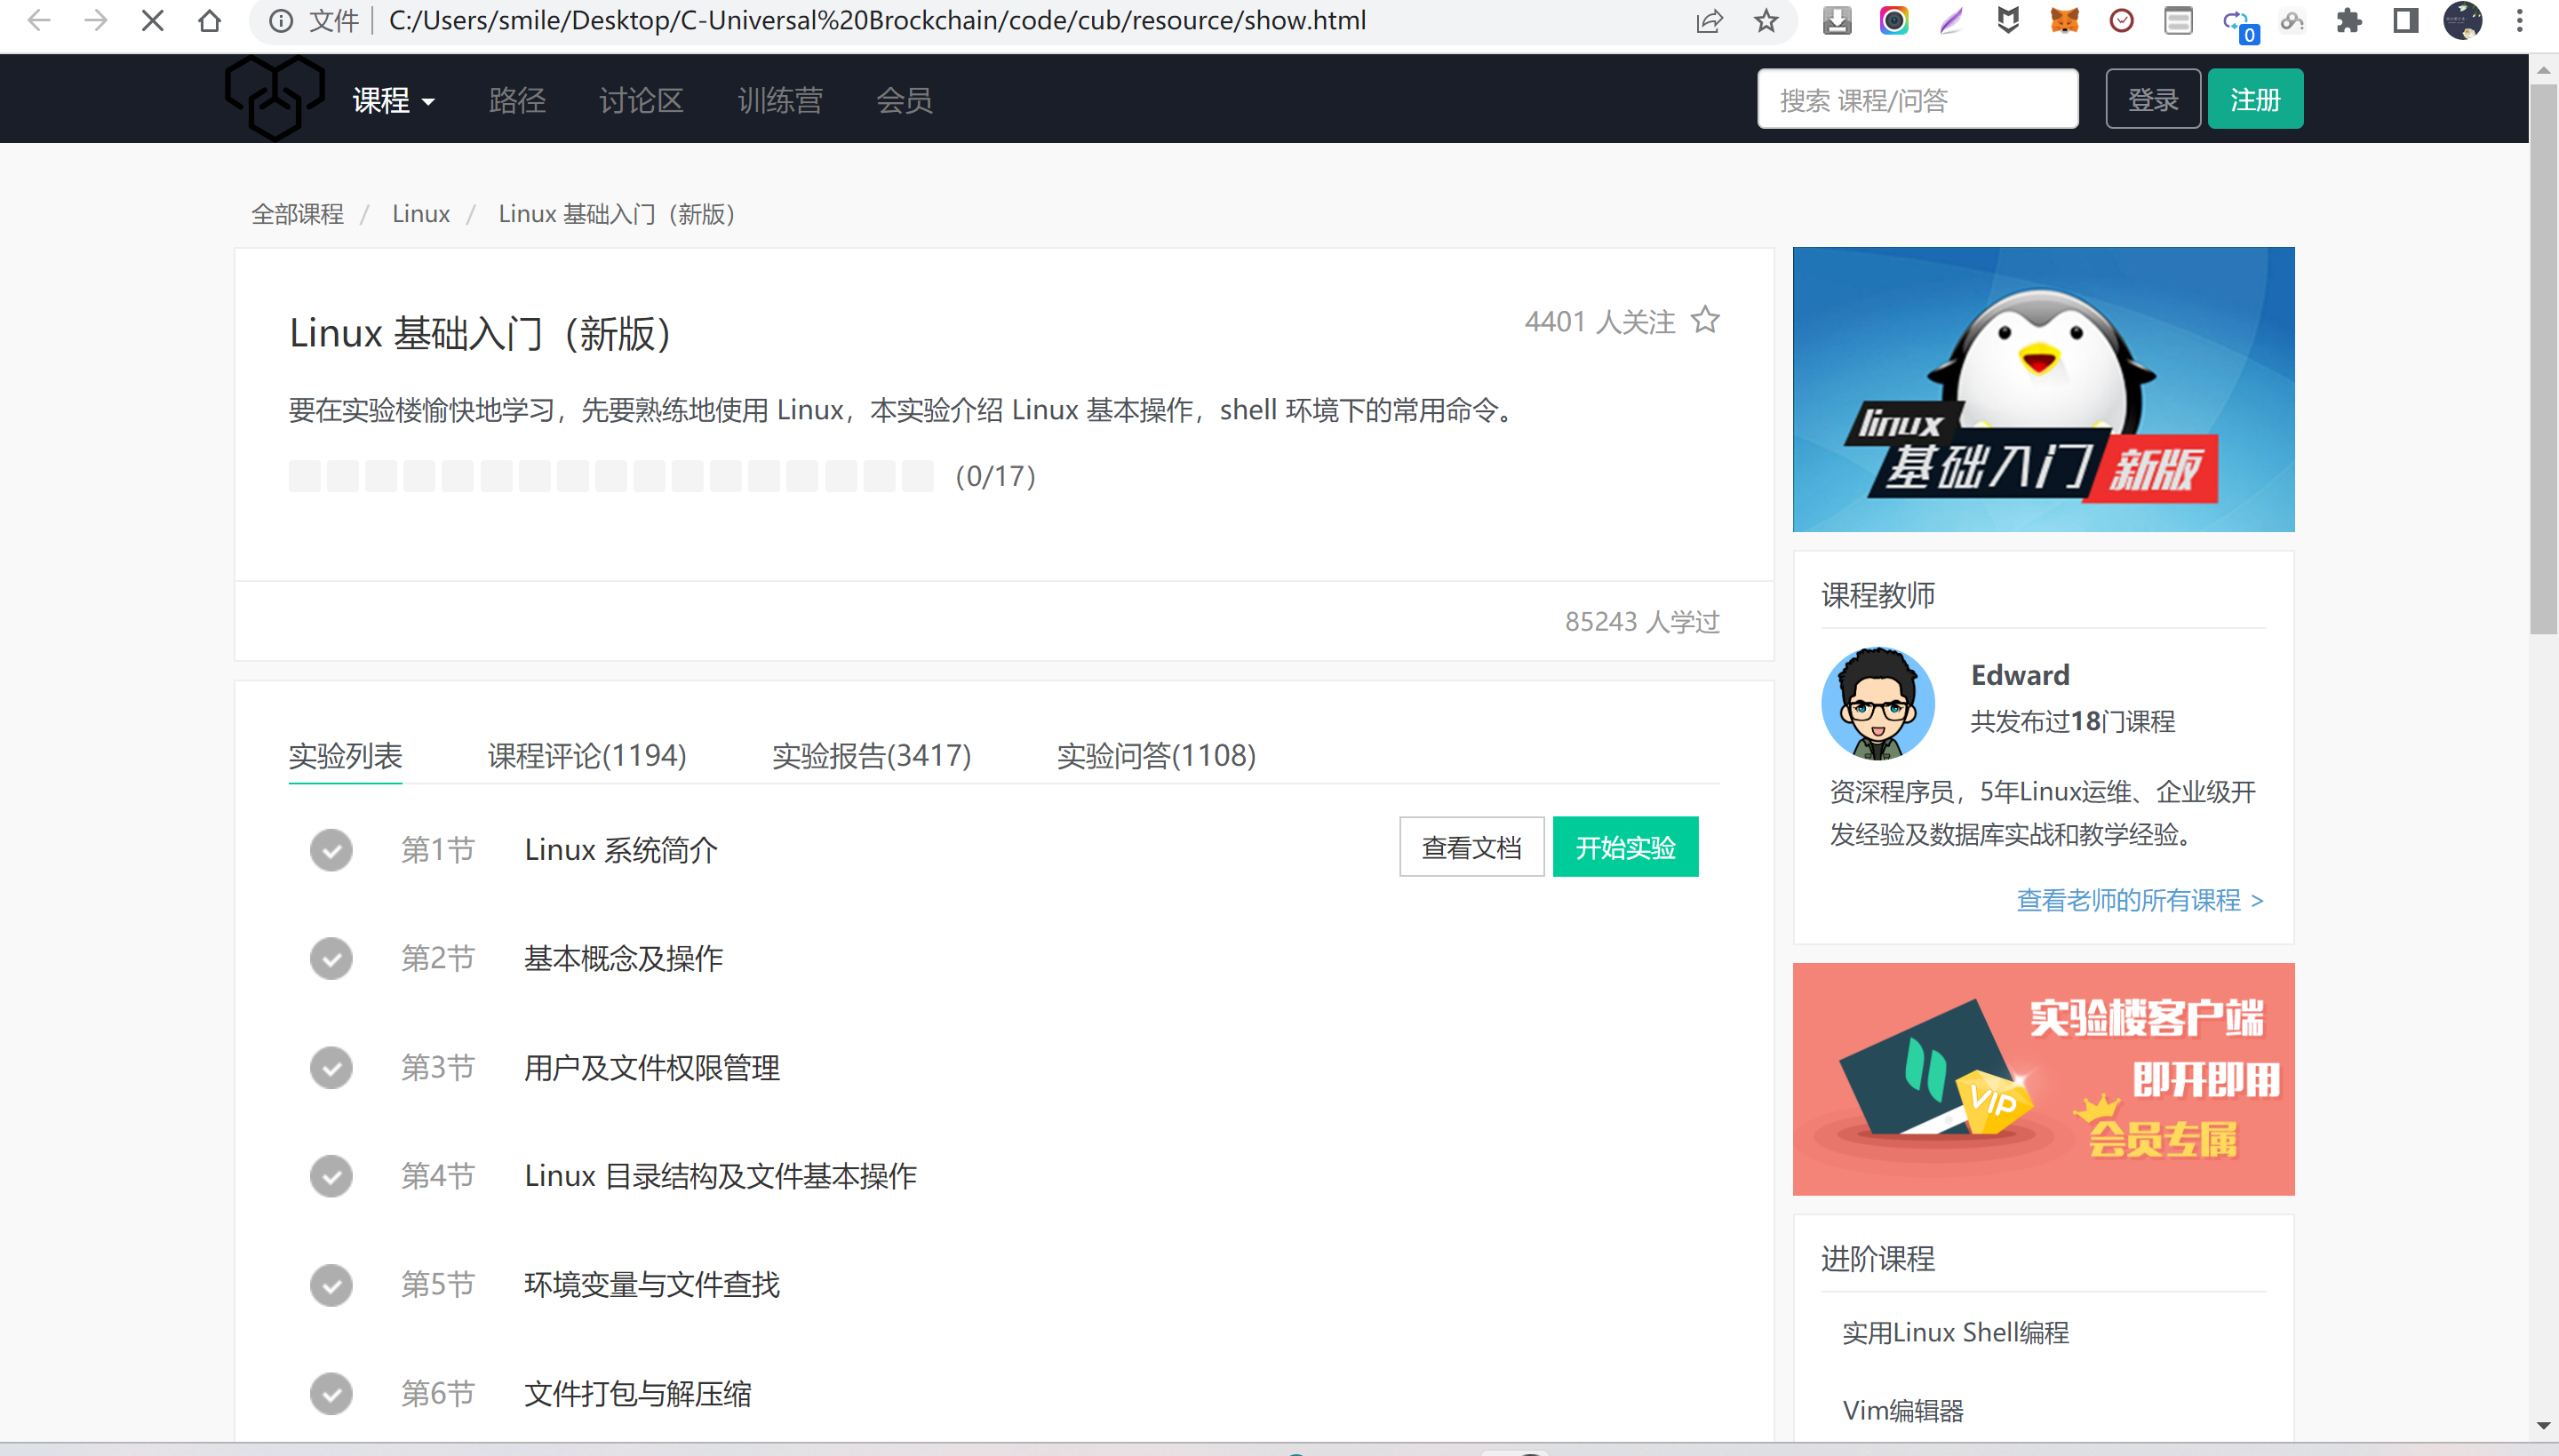 文件 C:/Users/smile/Desktop/C-Universal%20Brockchain/code/cub/resource/show.html
0
课程 路径 讨论区 训练营 会员 搜索 课程/问答 登录 注册
全部课程 / Linux / Linux 基础入门（新版）
Linux 基础入门（新版）
4401 人关注
要在实验楼愉快地学习，先要熟练地使用 Linux，本实验介绍 Linux 基本操作，shell 环境下的常用命令。
（0/17）
85243 人学过
实验列表 课程评论(1194) 实验报告(3417) 实验问答(1108)
第1节 Linux 系统简介 查看文档 开始实验
第2节 基本概念及操作
第3节 用户及文件权限管理
第4节 Linux 目录结构及文件基本操作
第5节 环境变量与文件查找
第6节 文件打包与解压缩
linux
基础入门 新版
课程教师
Edward
共发布过18门课程
资深程序员，5年Linux运维、企业级开
发经验及数据库实战和教学经验。
查看老师的所有课程 >
实验楼客户端
即开即用
VIP
会员专属
进阶课程
实用Linux Shell编程
Vim编辑器